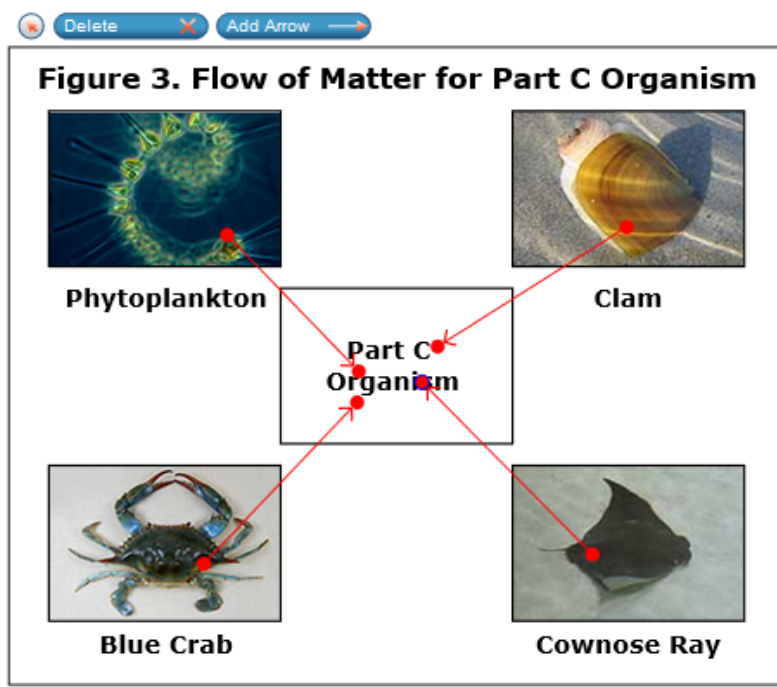 Delete
Add Arrow
Figure 3. Flow of Matter for Part C Organism
Phytoplankton
Clam
Part C
Organism
Blue Crab
Cownose Ray